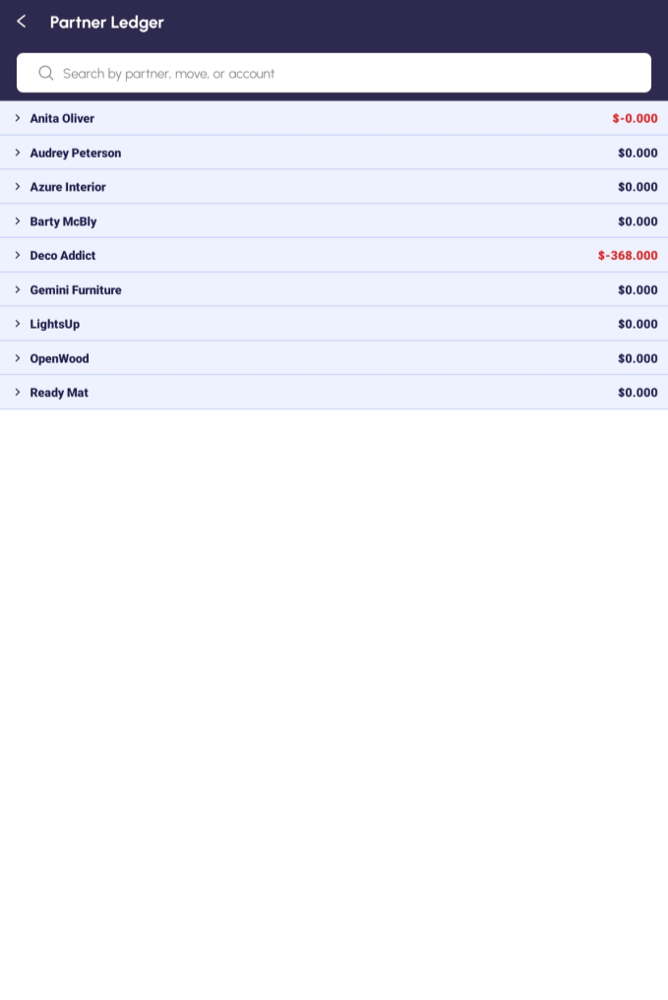 Partner Ledger
Search by partner, move, or account
Anita Oliver $-0.000
Audrey Peterson $0.000
Azure Interior $0.000
Barty McBly $0.000
Deco Addict $-368.000
Gemini Furniture $0.000
LightsUp $0.000
OpenWood $0.000
Ready Mat $0.000